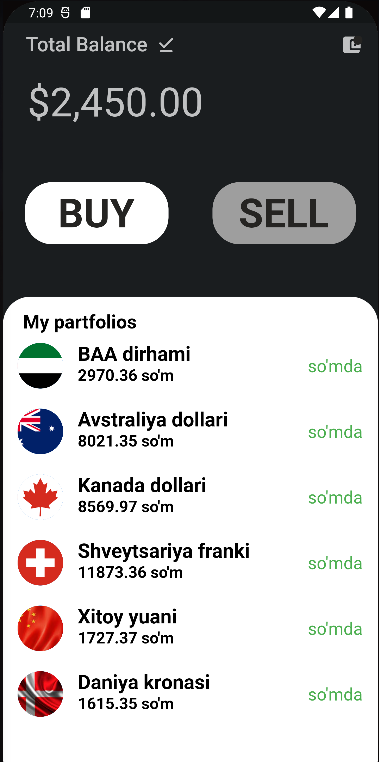 7:09
Total Balance
$2,450.00
BUY
SELL
My partfolios
BAA dirhami
2970.36 so'm
so'mda
Avstraliya dollari
8021.35 so'm
so'mda
Kanada dollari
8569.97 so'm
so'mda
Shveytsariya franki
11873.36 so'm
so'mda
Xitoy yuani
1727.37 so'm
so'mda
Daniya kronasi
1615.35 so'm
so'mda